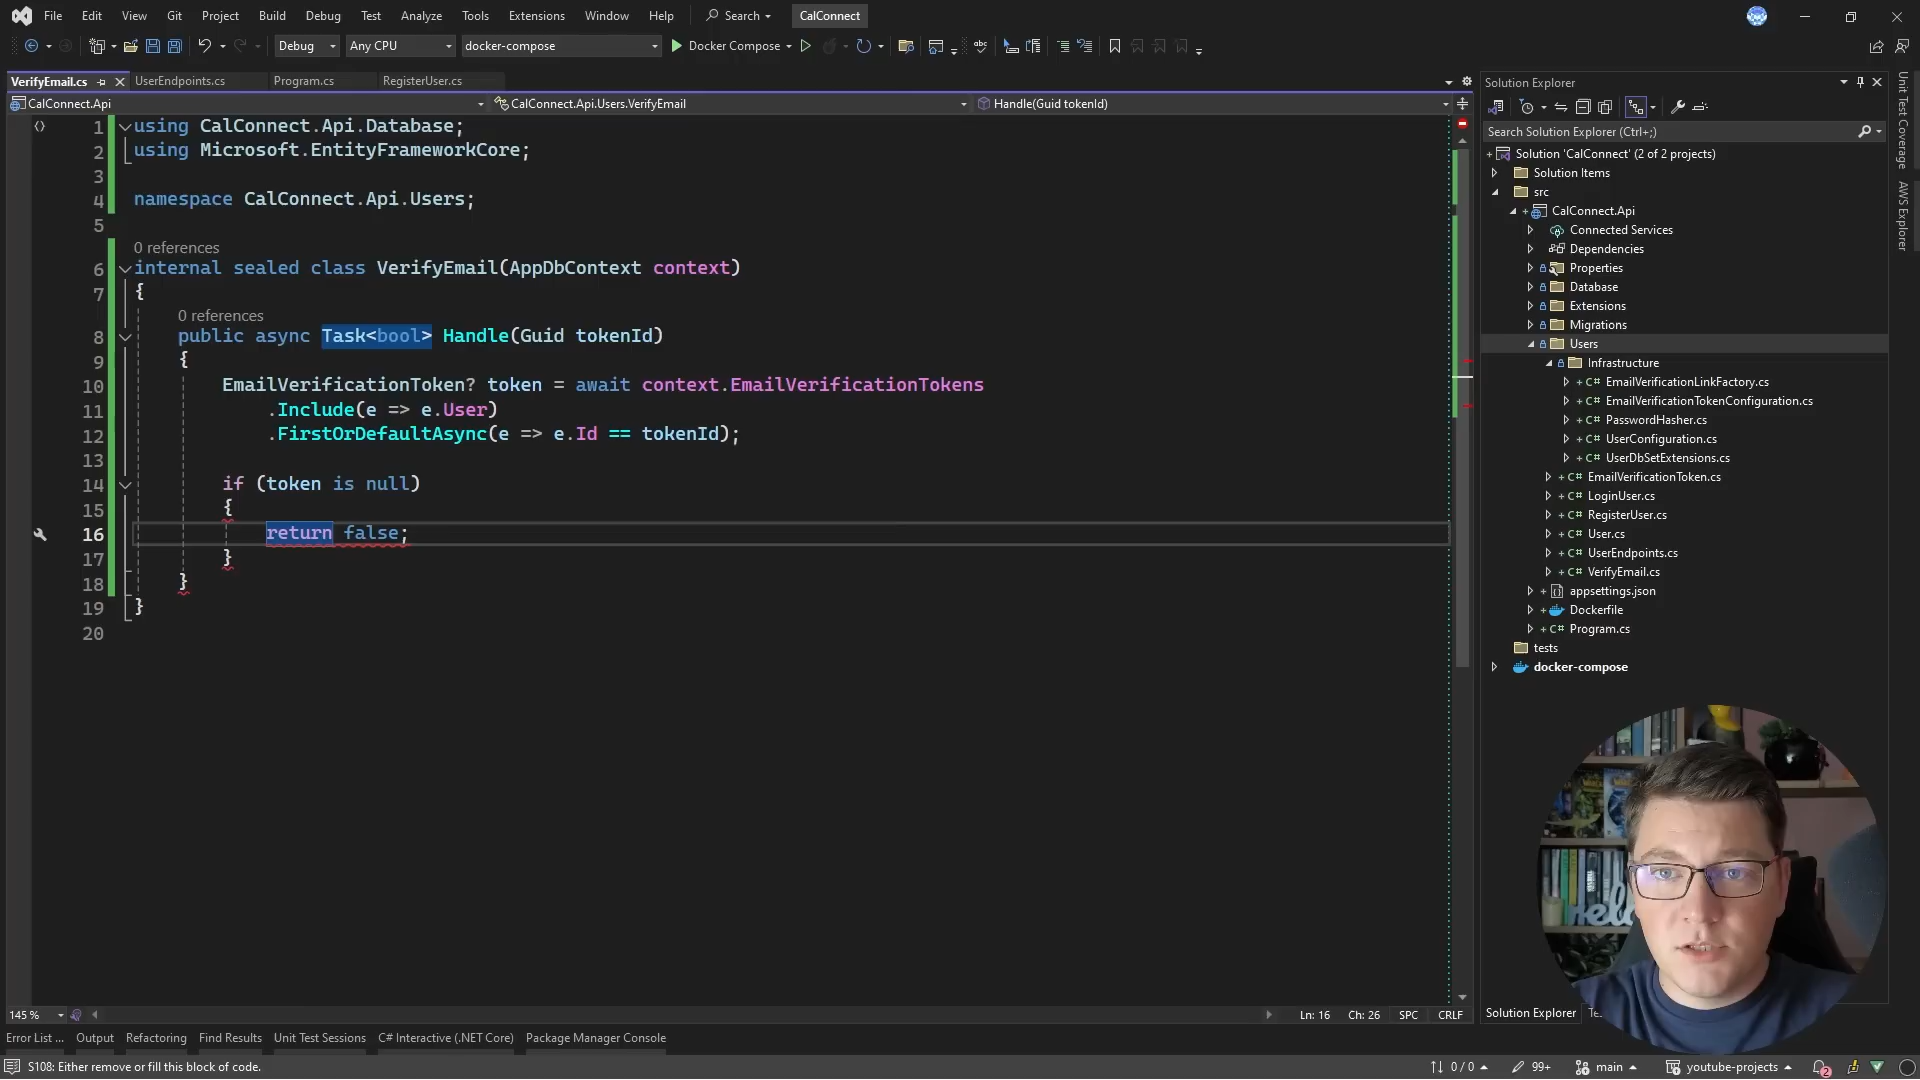 File Edit View Git Project Build Debug Test Analyze Tools Extensions Window Help Search CalConnect
Debug Any CPU docker-compose Docker Compose
VerifyEmail.cs UserEndpoints.cs Program.cs RegisterUser.cs
CalConnect.Api CalConnect.Api.Users.VerifyEmail Handle(Guid tokenId)
1 using CalConnect.Api.Database;
2 using Microsoft.EntityFrameworkCore;
3
4 namespace CalConnect.Api.Users;
5
0 references
6 internal sealed class VerifyEmail(AppDbContext context)
7 {
0 references
8 public async Task<bool> Handle(Guid tokenId)
9 {
10 EmailVerificationToken? token = await context.EmailVerificationTokens
11 .Include(e => e.User)
12 .FirstOrDefaultAsync(e => e.Id == tokenId);
13
14 if (token is null)
15 {
16 return false;
17 }
18 }
19 }
20
145 %
Ln: 16 Ch: 26 SPC CRLF
Error List ... Output Refactoring Find Results Unit Test Sessions C# Interactive (.NET Core) Package Manager Console
S108: Either remove or fill this block of code.
0 / 0 99+ main youtube-projects 2
Solution Explorer
Search Solution Explorer (Ctrl+;)
Solution 'CalConnect' (2 of 2 projects)
Solution Items
src
CalConnect.Api
Connected Services
Dependencies
Properties
Database
Extensions
Migrations
Users
Infrastructure
C# EmailVerificationLinkFactory.cs
C# EmailVerificationTokenConfiguration.cs
C# PasswordHasher.cs
C# UserConfiguration.cs
C# UserDbSetExtensions.cs
C# EmailVerificationToken.cs
C# LoginUser.cs
C# RegisterUser.cs
C# User.cs
C# UserEndpoints.cs
C# VerifyEmail.cs
appsettings.json
Dockerfile
C# Program.cs
tests
docker-compose
Solution Explorer
Unit Test Coverage
AWS Explorer